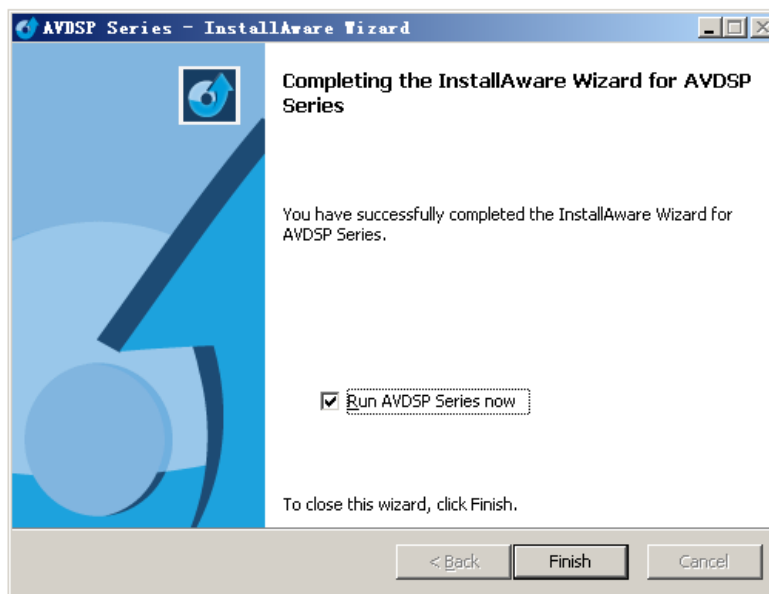 AVDSP Series - InstallAware Wizard
Completing the InstallAware Wizard for AVDSP
Series
You have successfully completed the InstallAware Wizard for
AVDSP Series.
Run AVDSP Series now
To close this wizard, click Finish.
< Back
Finish
Cancel